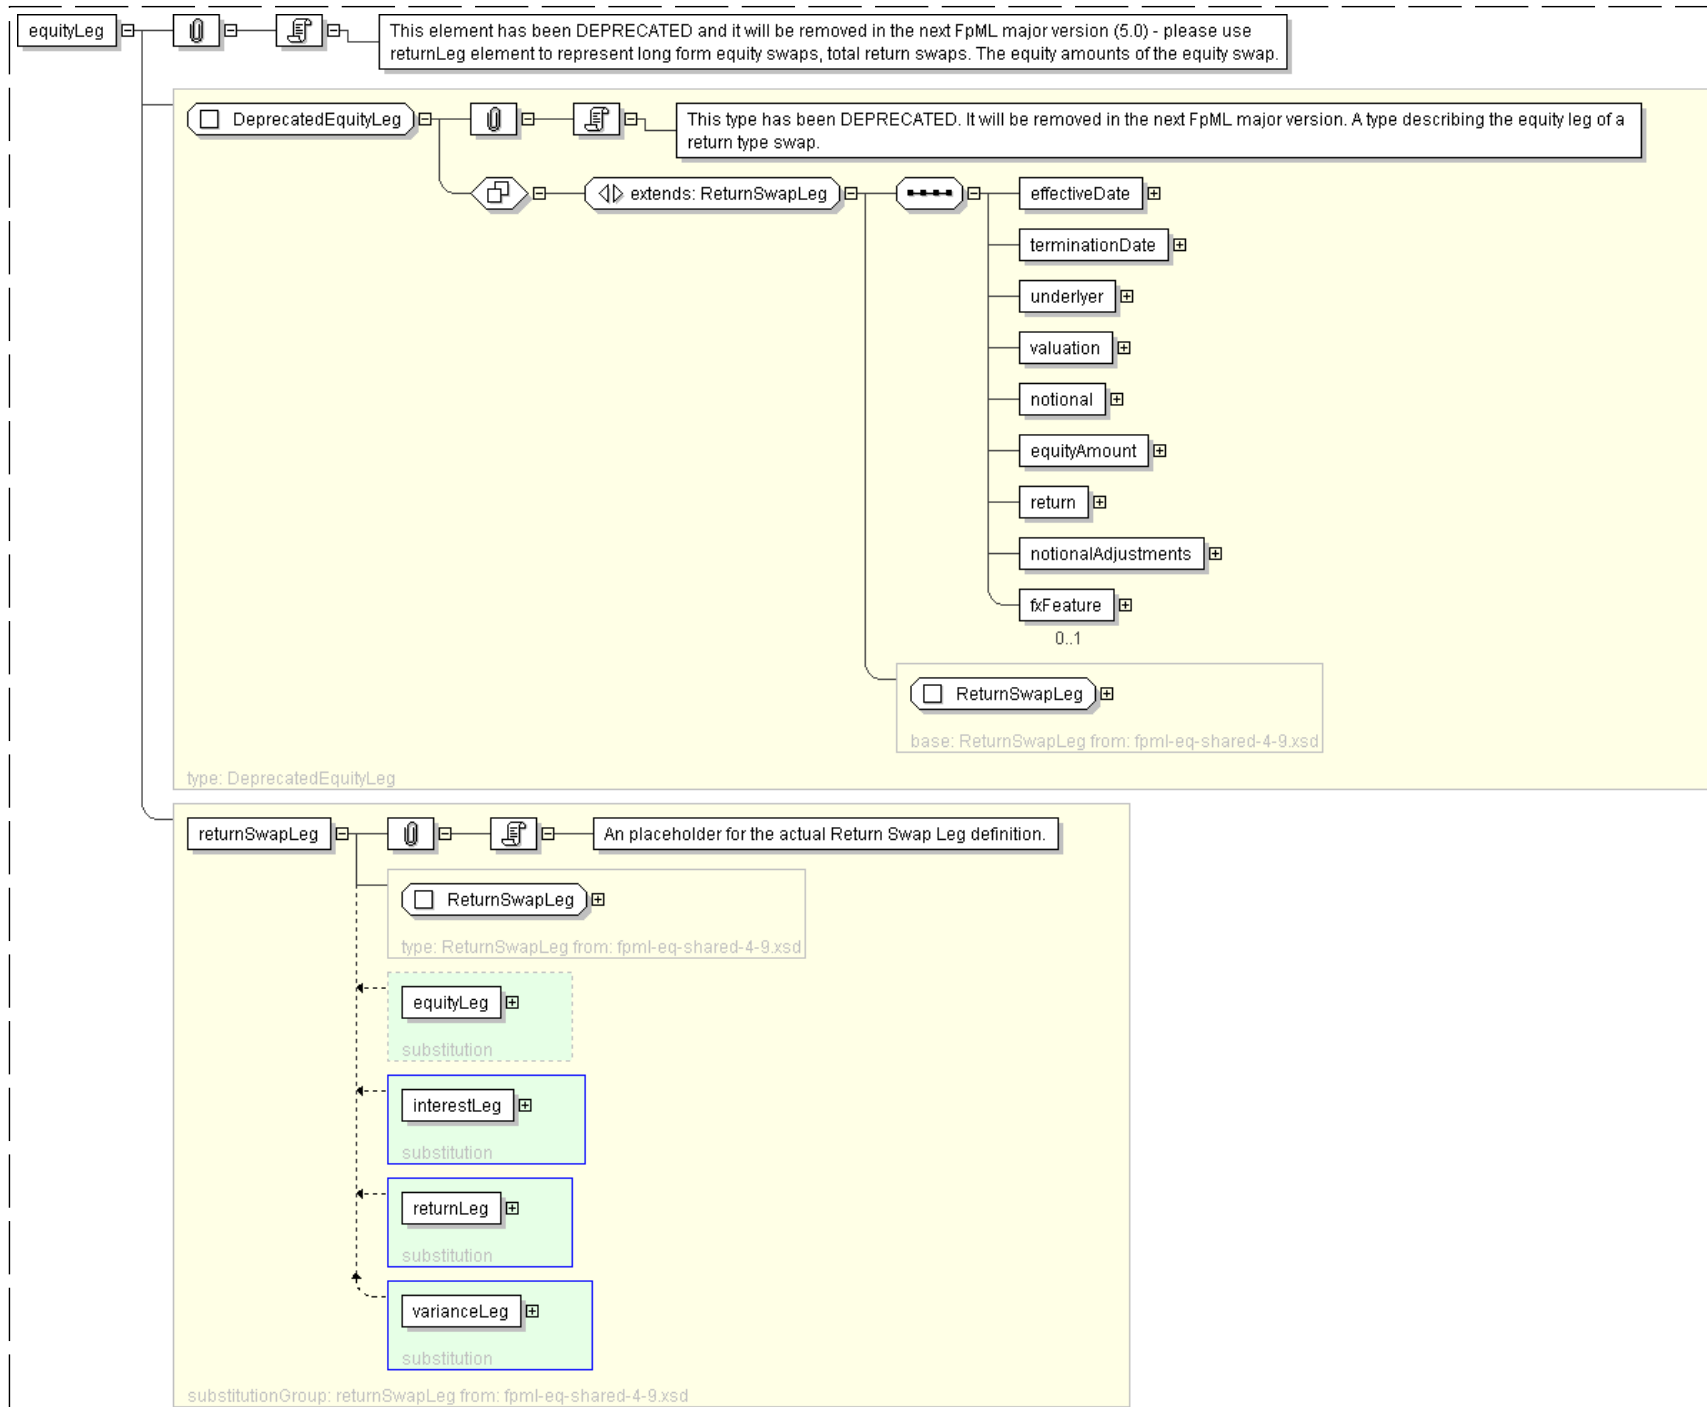 equityLeg
This element has been DEPRECATED and it will be removed in the next FpML major version (5.0) - please use
returnLeg element to represent long form equity swaps, total return swaps. The equity amounts of the equity swap.
DeprecatedEquityLeg
This type has been DEPRECATED. It will be removed in the next FpML major version. A type describing the equity leg of a
return type swap.
extends: ReturnSwapLeg
effectiveDate
terminationDate
underlyer
valuation
notional
equityAmount
return
notionalAdjustments
fxFeature
0..1
ReturnSwapLeg
base: ReturnSwapLeg from: fpml-eq-shared-4-9.xsd
type: DeprecatedEquityLeg
returnSwapLeg
An placeholder for the actual Return Swap Leg definition.
ReturnSwapLeg
type: ReturnSwapLeg from: fpml-eq-shared-4-9.xsd
equityLeg
substitution
interestLeg
substitution
returnLeg
substitution
varianceLeg
substitution
substitutionGroup: returnSwapLeg from: fpml-eq-shared-4-9.xsd